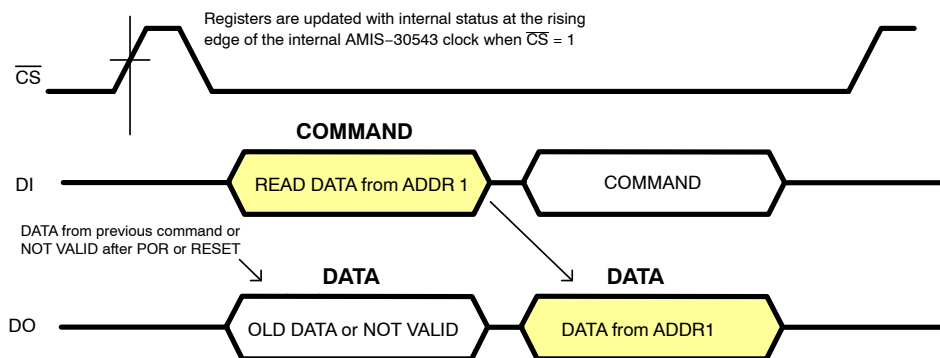 Registers are updated with internal status at the rising
edge of the internal AMIS−30543 clock when C̅S̅ = 1
C̅S̅
COMMAND
DI
READ DATA from ADDR 1
COMMAND
DATA from previous command or
NOT VALID after POR or RESET
DATA
DATA
DO
OLD DATA or NOT VALID
DATA from ADDR1